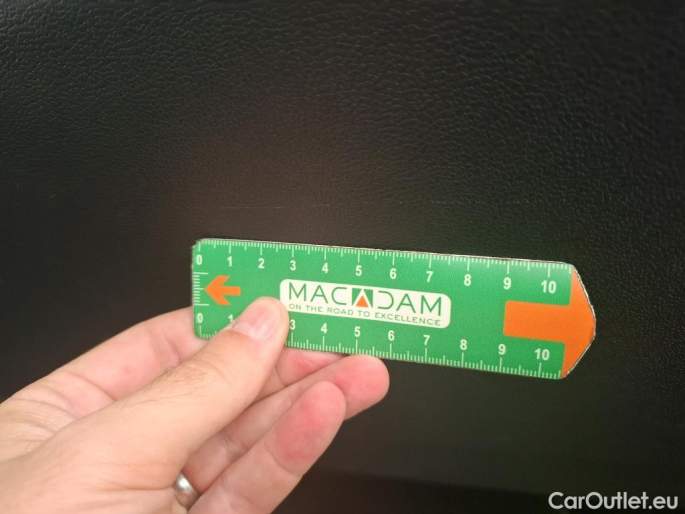 0 1 2 3 4 5 6 7 8 9 10
MACADAM
ON THE ROAD TO EXCELLENCE
0 1 3 4 5 6 7 8 9 10
CarOutlet.eu